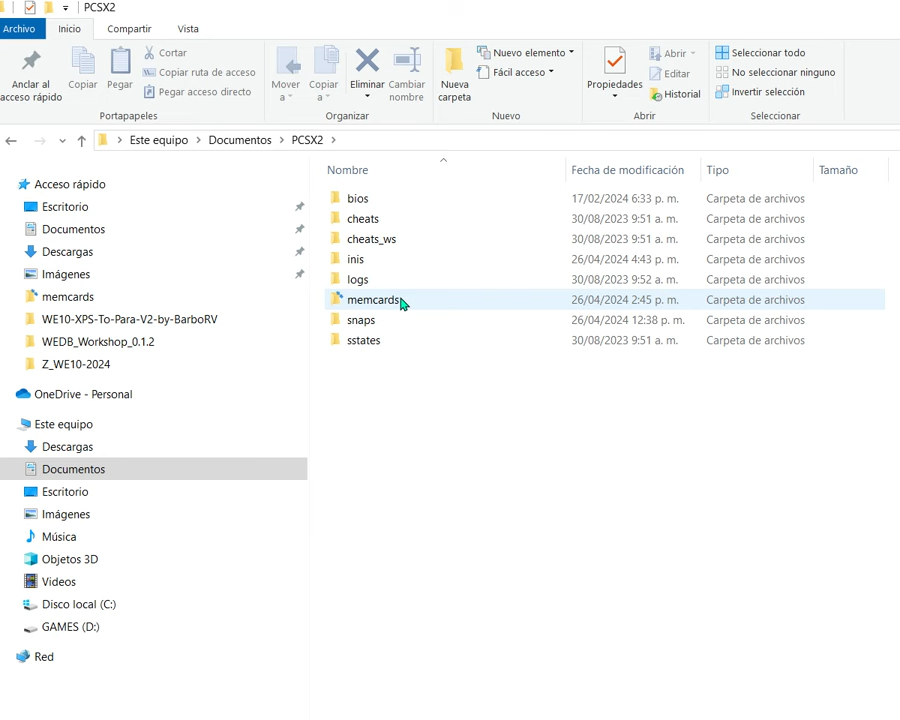 PCSX2
Archivo Inicio Compartir Vista
Anclar al acceso rápido
Copiar
Pegar
Cortar
Copiar ruta de acceso
Pegar acceso directo
Portapapeles
Mover a
Copiar a
Eliminar
Cambiar nombre
Organizar
Nueva carpeta
Nuevo elemento
Fácil acceso
Nuevo
Propiedades
Abrir
Editar
Historial
Abrir
Seleccionar todo
No seleccionar ninguno
Invertir selección
Seleccionar
Este equipo > Documentos > PCSX2 >
Acceso rápido
Escritorio
Documentos
Descargas
Imágenes
memcards
WE10-XPS-To-Para-V2-by-BarboRV
WEDB_Workshop_0.1.2
Z_WE10-2024
OneDrive - Personal
Este equipo
Descargas
Documentos
Escritorio
Imágenes
Música
Objetos 3D
Videos
Disco local (C:)
GAMES (D:)
Red
Nombre Fecha de modificación Tipo Tamaño
bios 17/02/2024 6:33 p. m. Carpeta de archivos
cheats 30/08/2023 9:51 a. m. Carpeta de archivos
cheats_ws 30/08/2023 9:51 a. m. Carpeta de archivos
inis 26/04/2024 4:43 p. m. Carpeta de archivos
logs 30/08/2023 9:52 a. m. Carpeta de archivos
memcards 26/04/2024 2:45 p. m. Carpeta de archivos
snaps 26/04/2024 12:38 p. m. Carpeta de archivos
sstates 30/08/2023 9:51 a. m. Carpeta de archivos